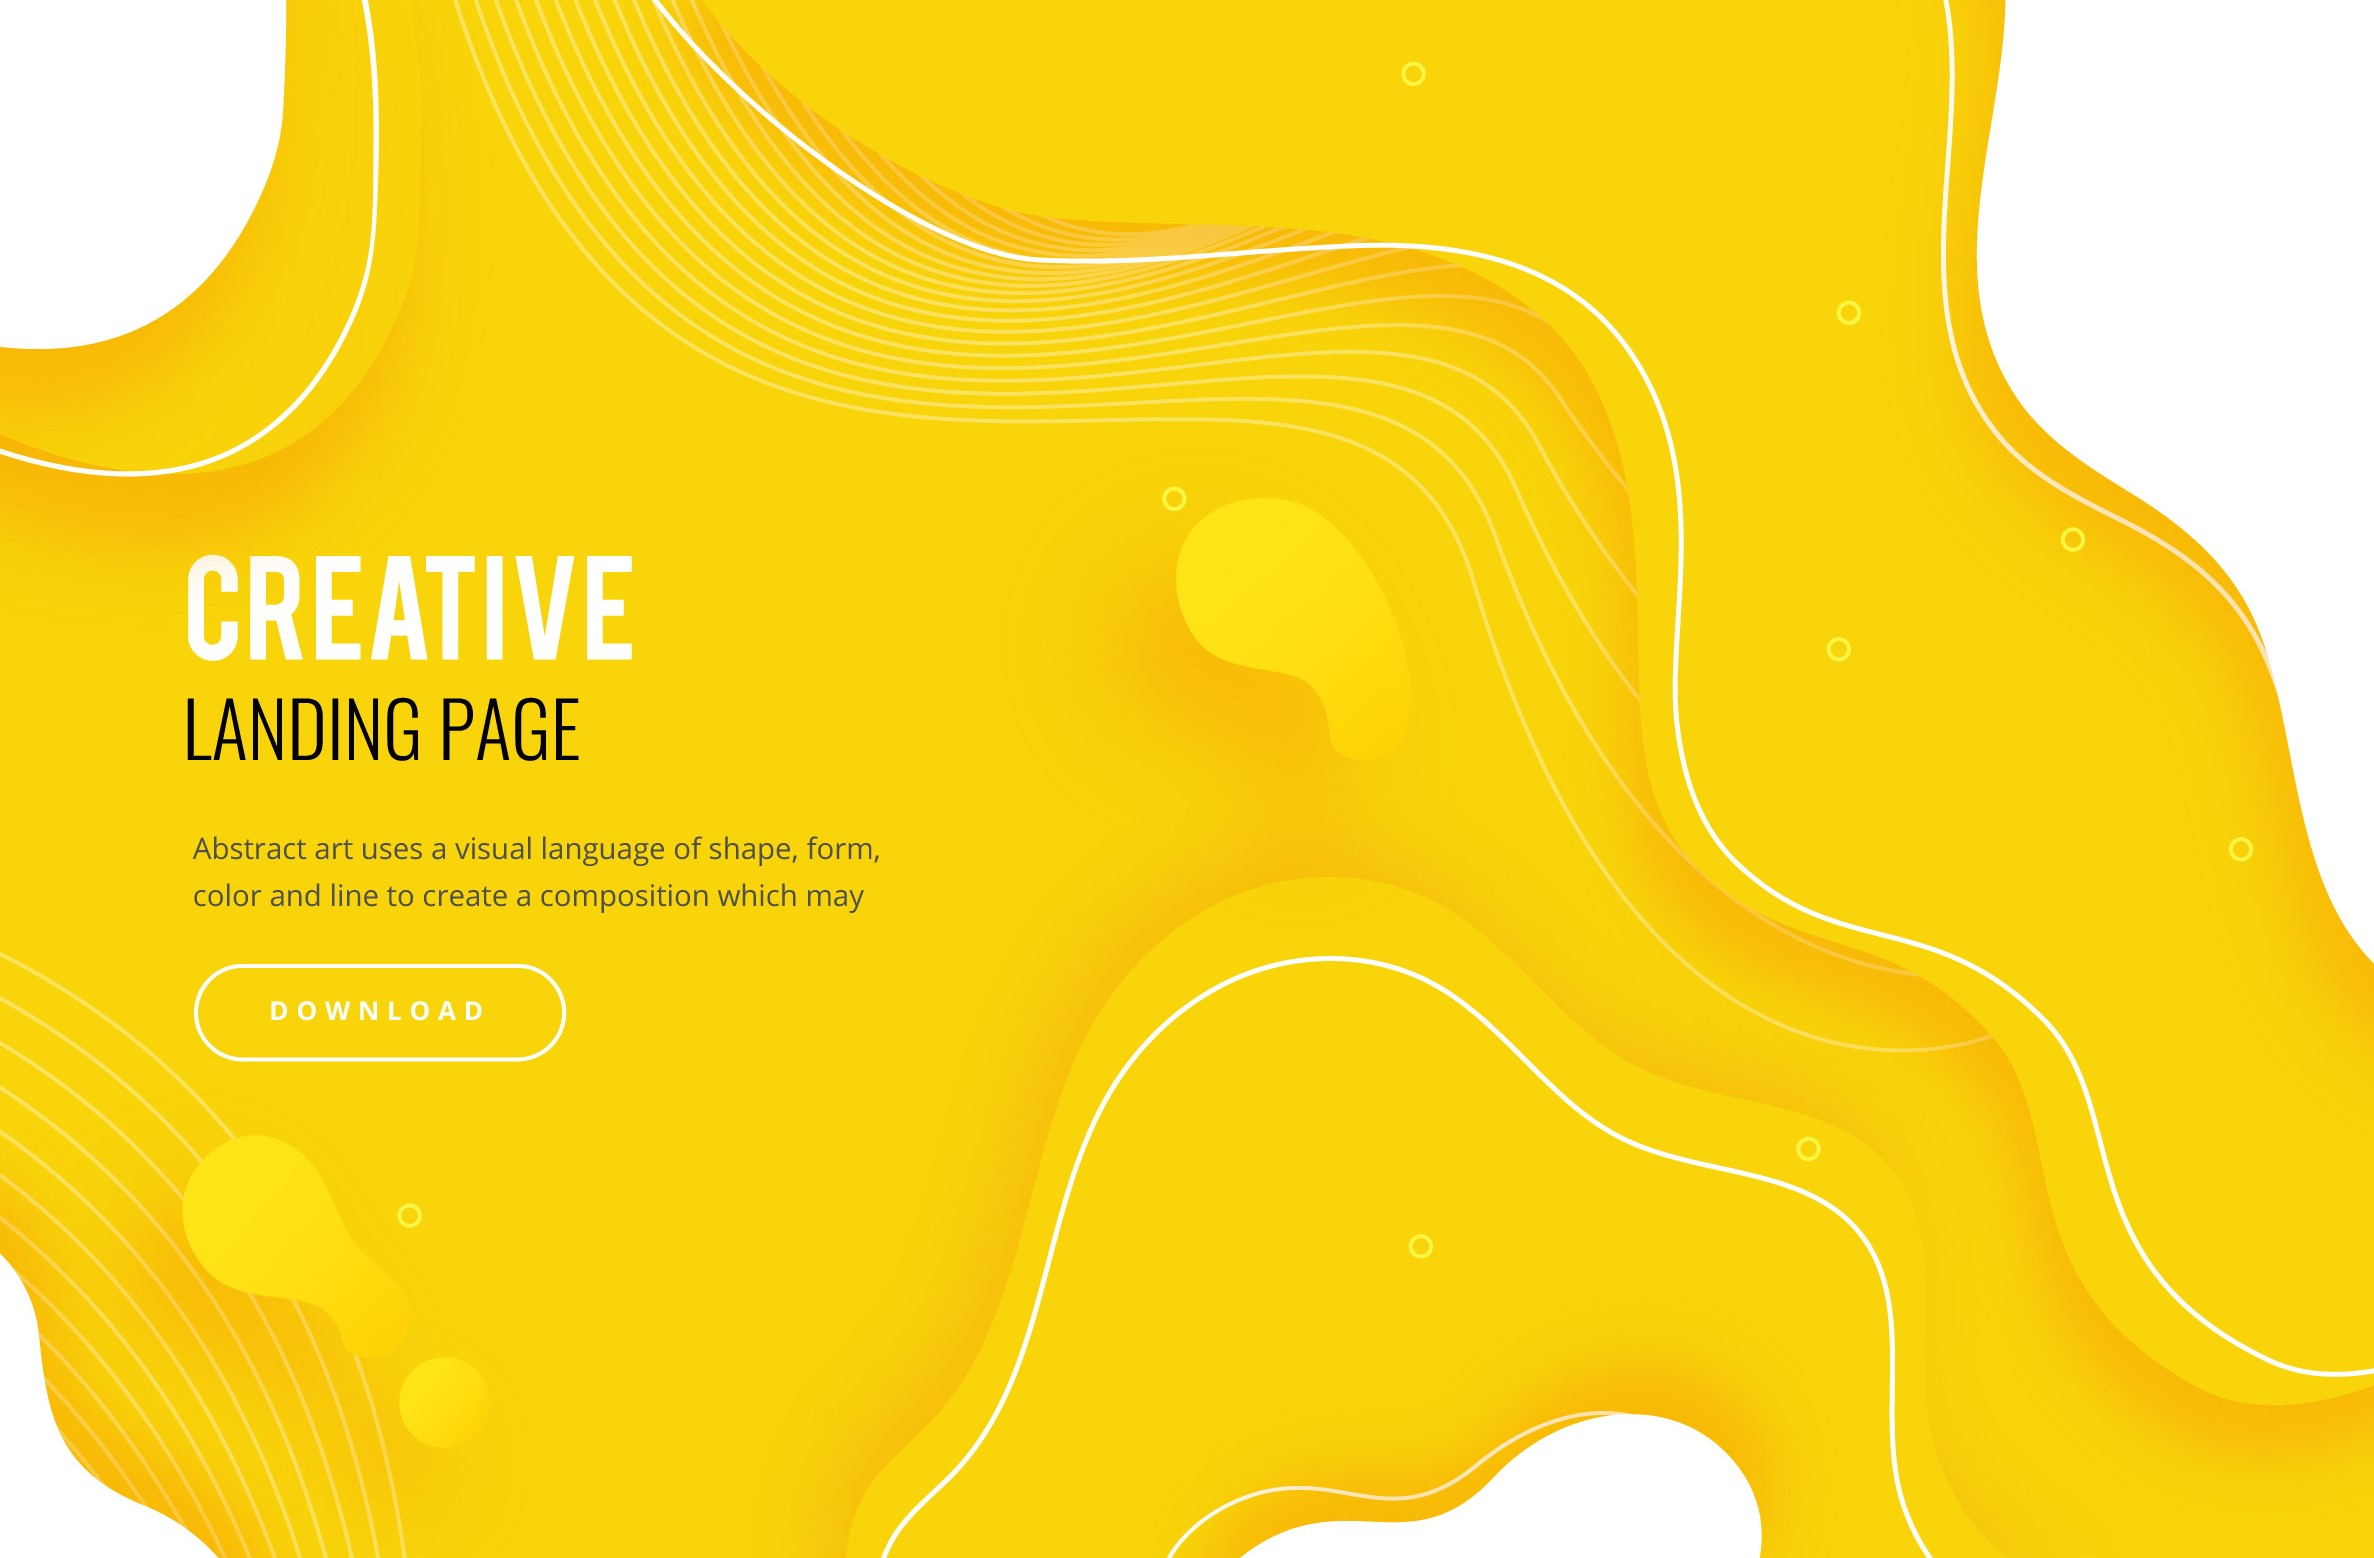 CREATIVE
LANDING PAGE
Abstract art uses a visual language of shape, form,
color and line to create a composition which may
DOWNLOAD